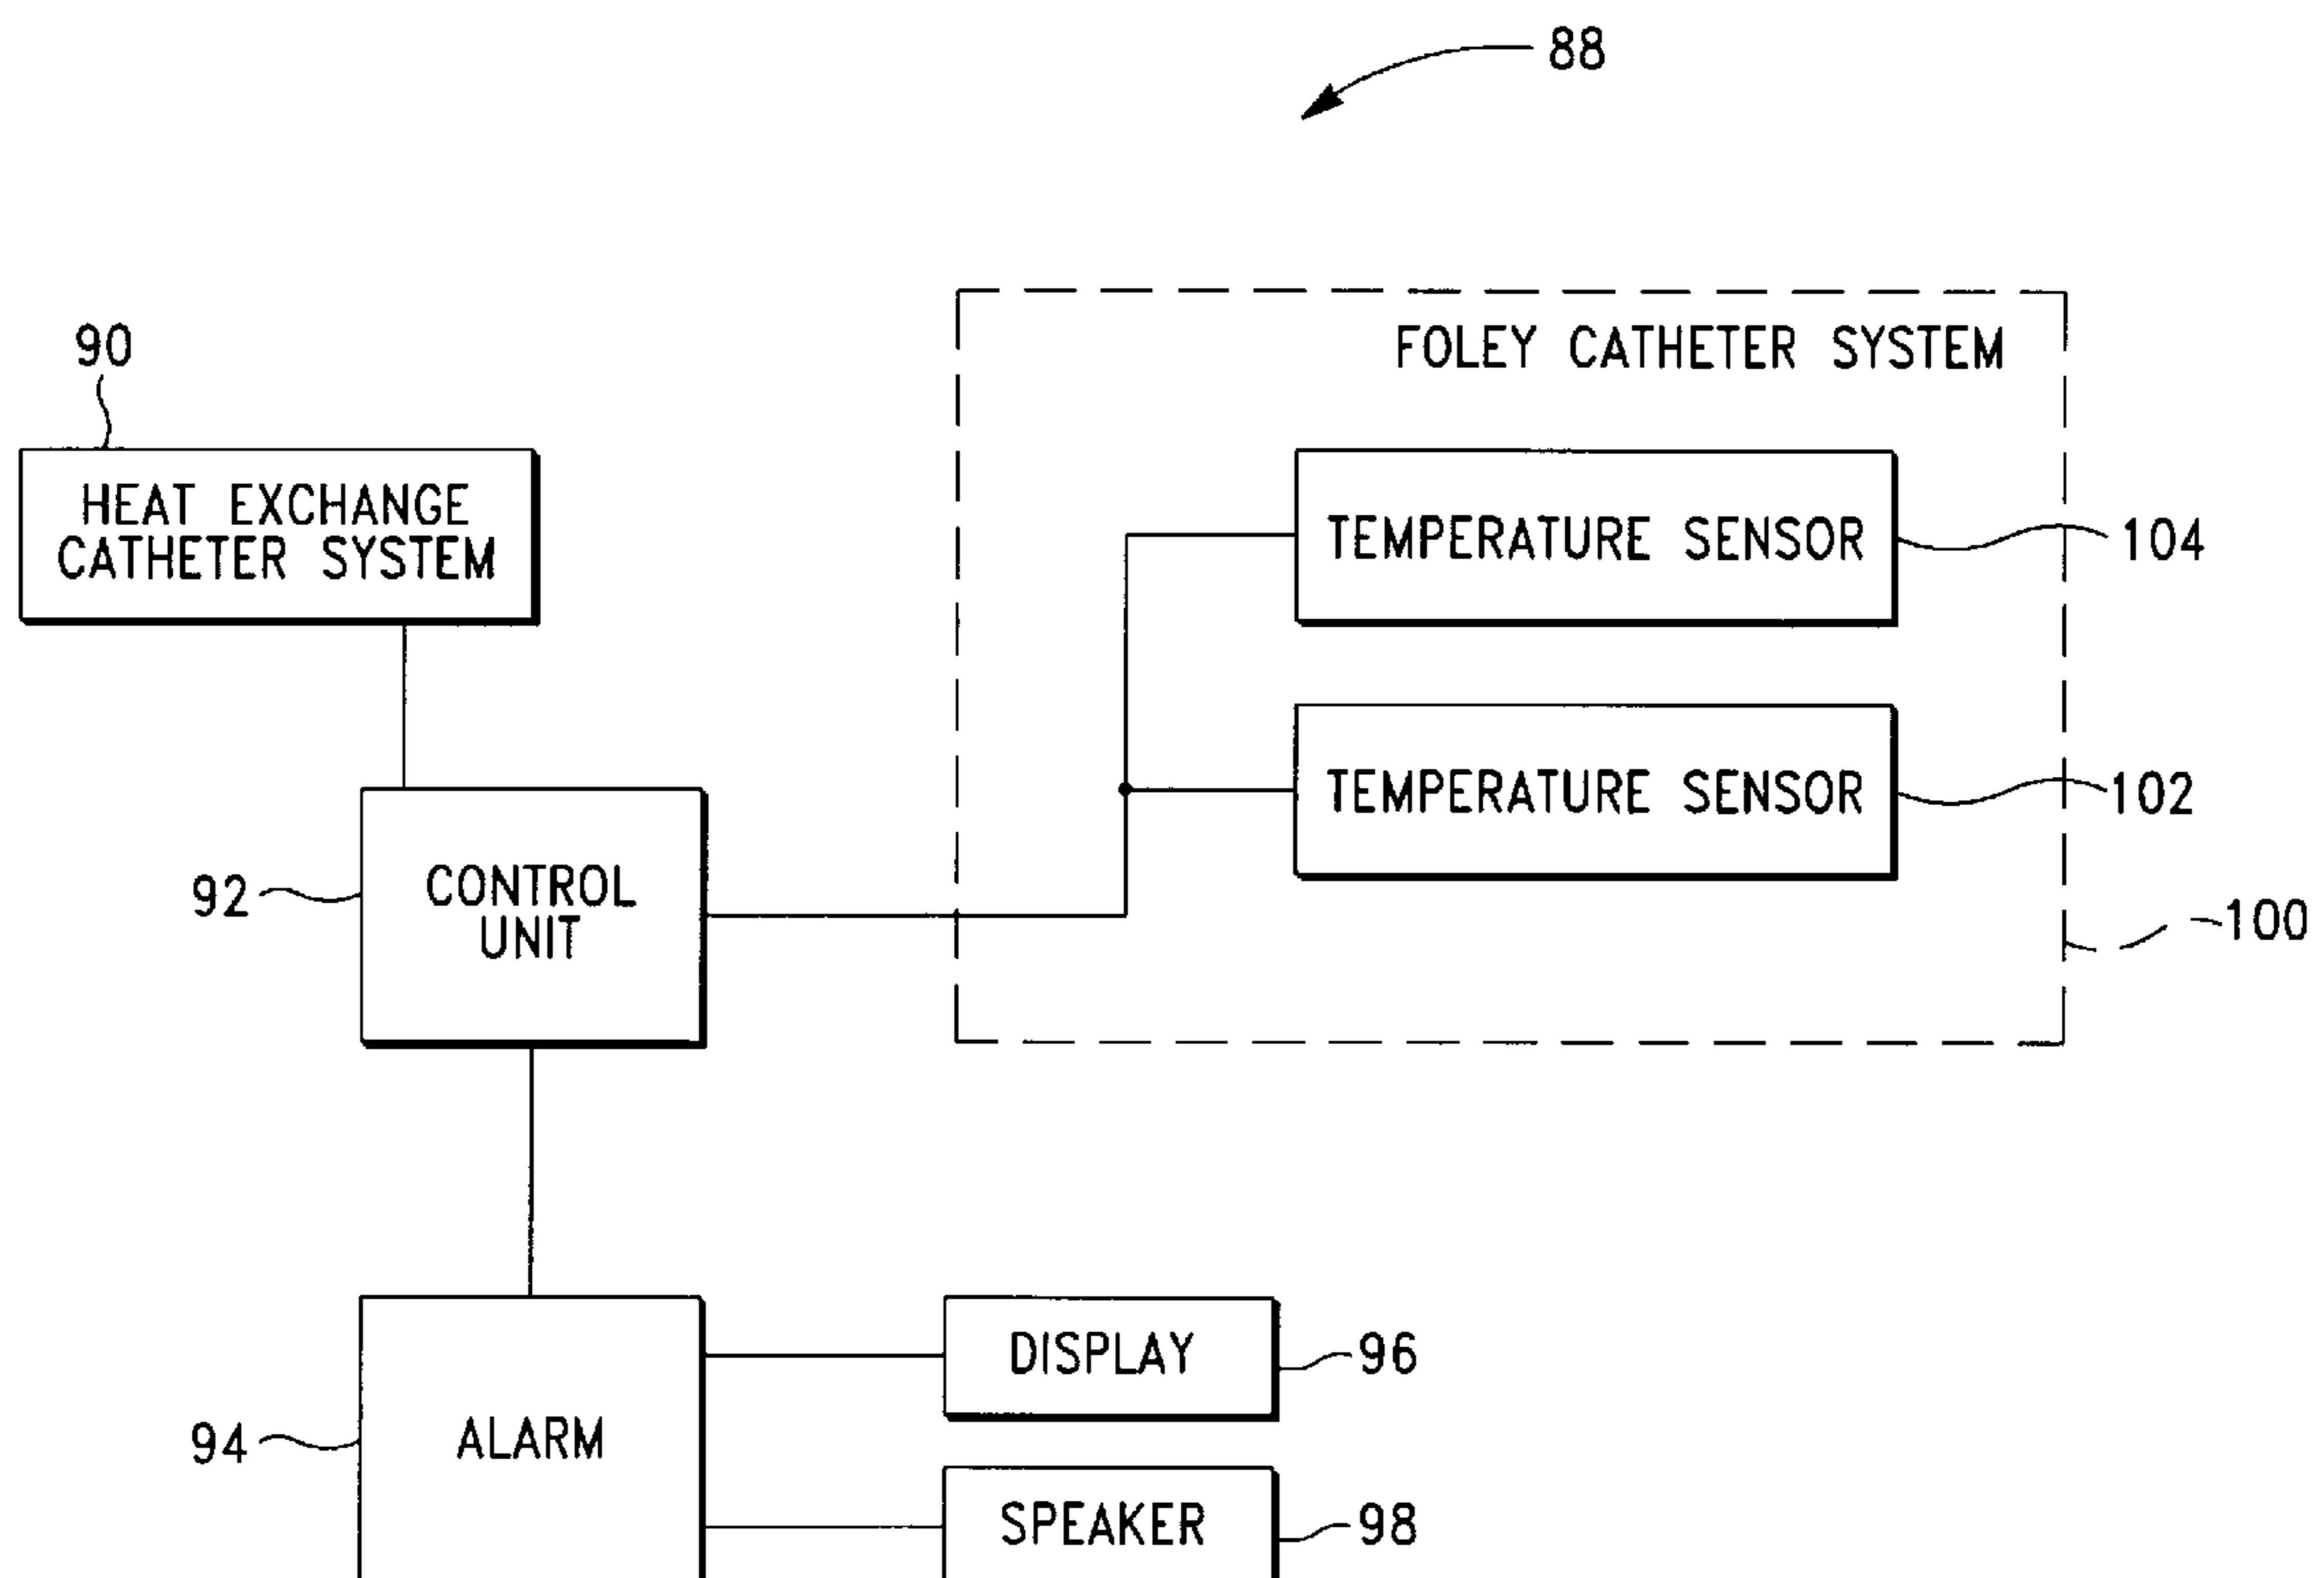 88
FOLEY CATHETER SYSTEM
90
HEAT EXCHANGE
CATHETER SYSTEM
TEMPERATURE SENSOR
104
TEMPERATURE SENSOR
102
92
CONTROL
UNIT
100
DISPLAY
96
94
ALARM
SPEAKER
98